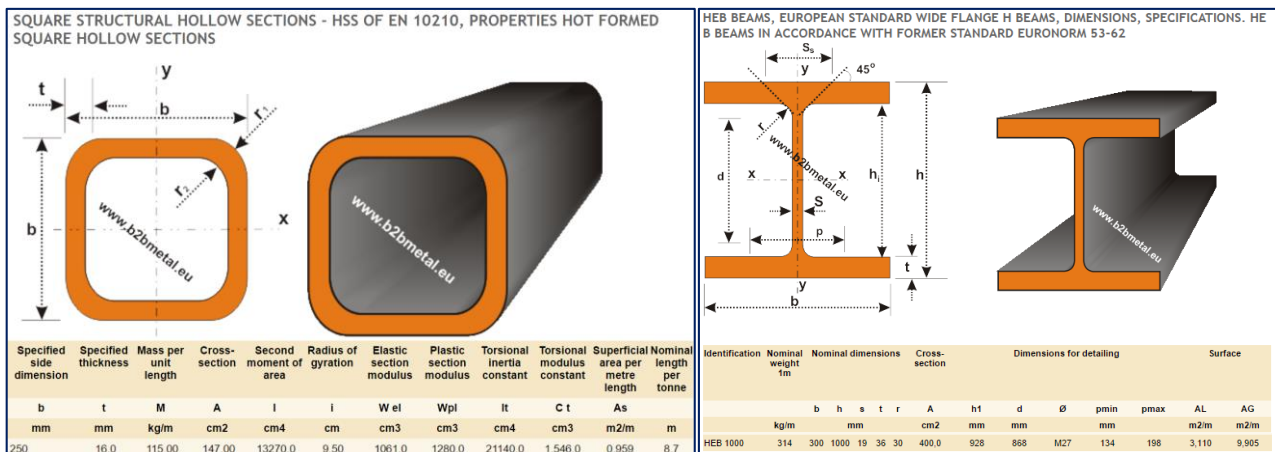 SQUARE STRUCTURAL HOLLOW SECTIONS - HSS OF EN 10210, PROPERTIES HOT FORMED
SQUARE HOLLOW SECTIONS
y
t
b
r1
r2
b
x
www.b2bmetal.eu
www.b2bmetal.eu
Specified side dimension Specified thickness Mass per unit length Cross-section Second moment of area Radius of gyration Elastic section modulus Plastic section modulus Torsional inertia constant Torsional modulus constant Superficial area per metre length Nominal length per tonne
b t M A I i W el Wpl It C t As
mm mm kg/m cm2 cm4 cm cm3 cm3 cm4 cm3 m2/m m
250 16.0 115.00 147.00 13270.0 9.50 1061.0 1280.0 21140.0 1.546.0 0.959 8.7
HEB BEAMS, EUROPEAN STANDARD WIDE FLANGE H BEAMS, DIMENSIONS, SPECIFICATIONS. HE
B BEAMS IN ACCORDANCE WITH FORMER STANDARD EURONORM 53-62
Ss
y
45°
r
d
x
x
hi
h
S
p
t
y
b
www.b2bmetal.eu
www.b2bmetal.eu
Identification Nominal weight 1m Nominal dimensions Cross-section Dimensions for detailing Surface
b h s t r A h1 d Ø pmin pmax AL AG
kg/m mm cm2 mm mm mm mm m2/m m2/m
HEB 1000 314 300 1000 19 36 30 400,0 928 868 M27 134 198 3,110 9,905